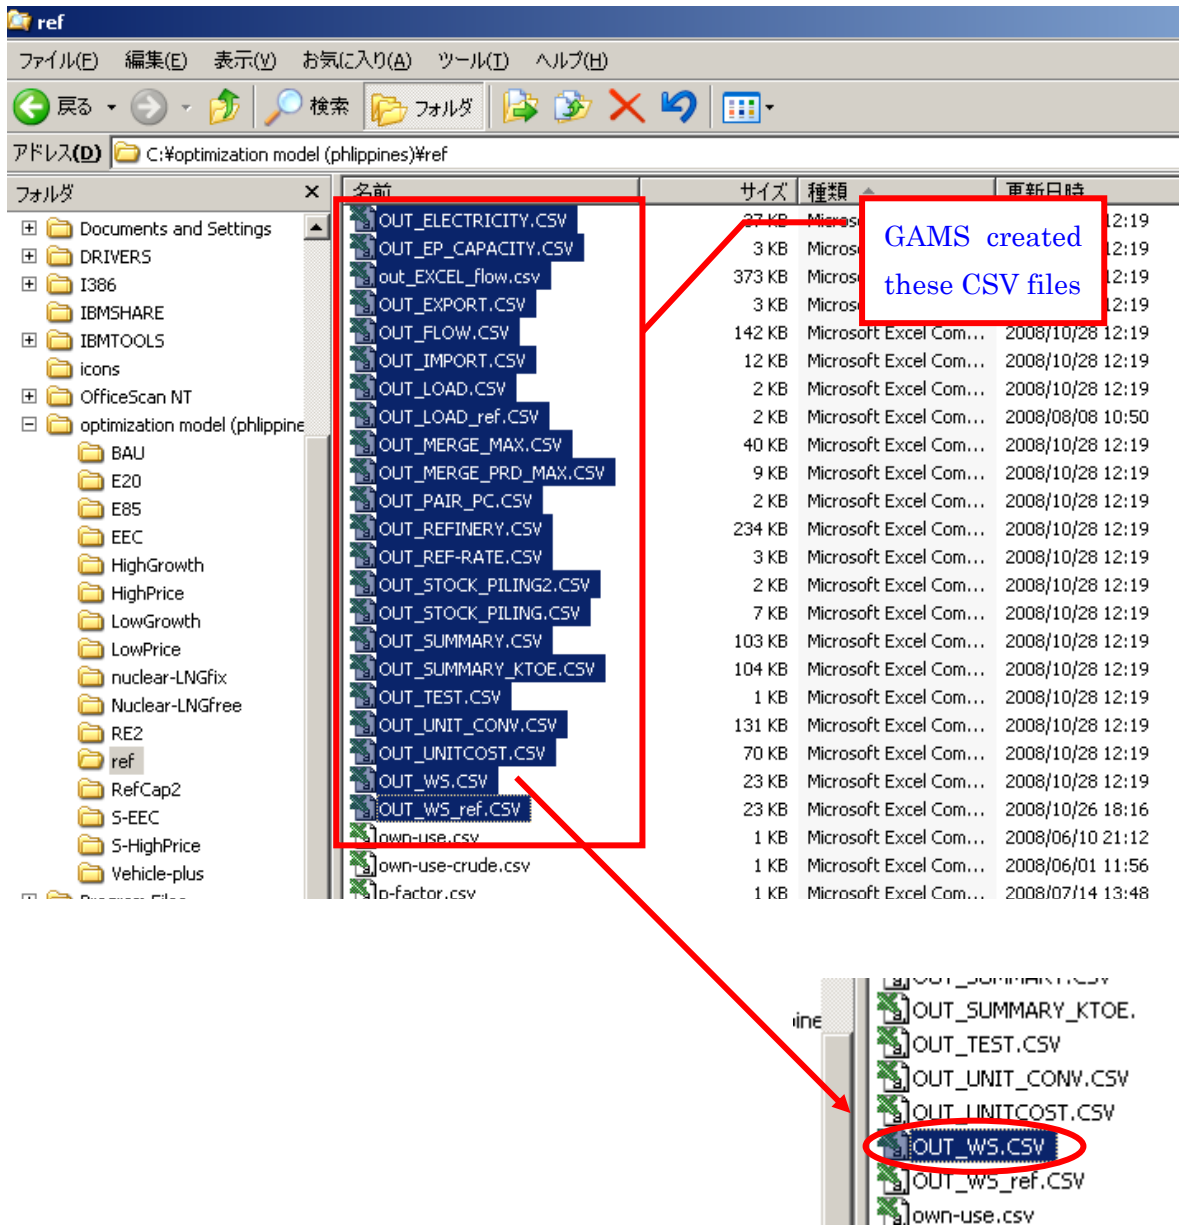 ref
ファイル(F) 編集(E) 表示(V) お気に入り(A) ツール(T) ヘルプ(H)
戻る 検索 フォルダ
アドレス(D) C:¥optimization model (phlippines)¥ref
フォルダ
Documents and Settings
DRIVERS
I386
IBMSHARE
IBMTOOLS
icons
OfficeScan NT
optimization model (phlippine
BAU
E20
E85
EEC
HighGrowth
HighPrice
LowGrowth
LowPrice
nuclear-LNGfix
Nuclear-LNGfree
RE2
ref
RefCap2
S-EEC
S-HighPrice
Vehicle-plus
Program Files
名前 サイズ 種類 更新日時
OUT_ELECTRICITY.CSV 37 KB Micros 12:19
OUT_EP_CAPACITY.CSV 3 KB Micros 12:19
out_EXCEL_flow.csv 373 KB Micros 12:19
OUT_EXPORT.CSV 3 KB Micros 12:19
OUT_FLOW.CSV 142 KB Microsoft Excel Com... 2008/10/28 12:19
OUT_IMPORT.CSV 12 KB Microsoft Excel Com... 2008/10/28 12:19
OUT_LOAD.CSV 2 KB Microsoft Excel Com... 2008/10/28 12:19
OUT_LOAD_ref.CSV 2 KB Microsoft Excel Com... 2008/08/08 10:50
OUT_MERGE_MAX.CSV 40 KB Microsoft Excel Com... 2008/10/28 12:19
OUT_MERGE_PRD_MAX.CSV 9 KB Microsoft Excel Com... 2008/10/28 12:19
OUT_PAIR_PC.CSV 2 KB Microsoft Excel Com... 2008/10/28 12:19
OUT_REFINERY.CSV 234 KB Microsoft Excel Com... 2008/10/28 12:19
OUT_REF-RATE.CSV 3 KB Microsoft Excel Com... 2008/10/28 12:19
OUT_STOCK_PILING2.CSV 2 KB Microsoft Excel Com... 2008/10/28 12:19
OUT_STOCK_PILING.CSV 7 KB Microsoft Excel Com... 2008/10/28 12:19
OUT_SUMMARY.CSV 103 KB Microsoft Excel Com... 2008/10/28 12:19
OUT_SUMMARY_KTOE.CSV 104 KB Microsoft Excel Com... 2008/10/28 12:19
OUT_TEST.CSV 1 KB Microsoft Excel Com... 2008/10/28 12:19
OUT_UNIT_CONV.CSV 131 KB Microsoft Excel Com... 2008/10/28 12:19
OUT_UNITCOST.CSV 70 KB Microsoft Excel Com... 2008/10/28 12:19
OUT_WS.CSV 23 KB Microsoft Excel Com... 2008/10/28 12:19
OUT_WS_ref.CSV 23 KB Microsoft Excel Com... 2008/10/26 18:16
own-use.csv 1 KB Microsoft Excel Com... 2008/06/10 21:12
own-use-crude.csv 1 KB Microsoft Excel Com... 2008/06/01 11:56
p-factor.csv 1 KB Microsoft Excel Com... 2008/07/14 13:48
GAMS created
these CSV files
ine
OUT_SUMMARY.CSV
OUT_SUMMARY_KTOE.
OUT_TEST.CSV
OUT_UNIT_CONV.CSV
OUT_UNITCOST.CSV
OUT_WS.CSV
OUT_WS_ref.CSV
own-use.csv